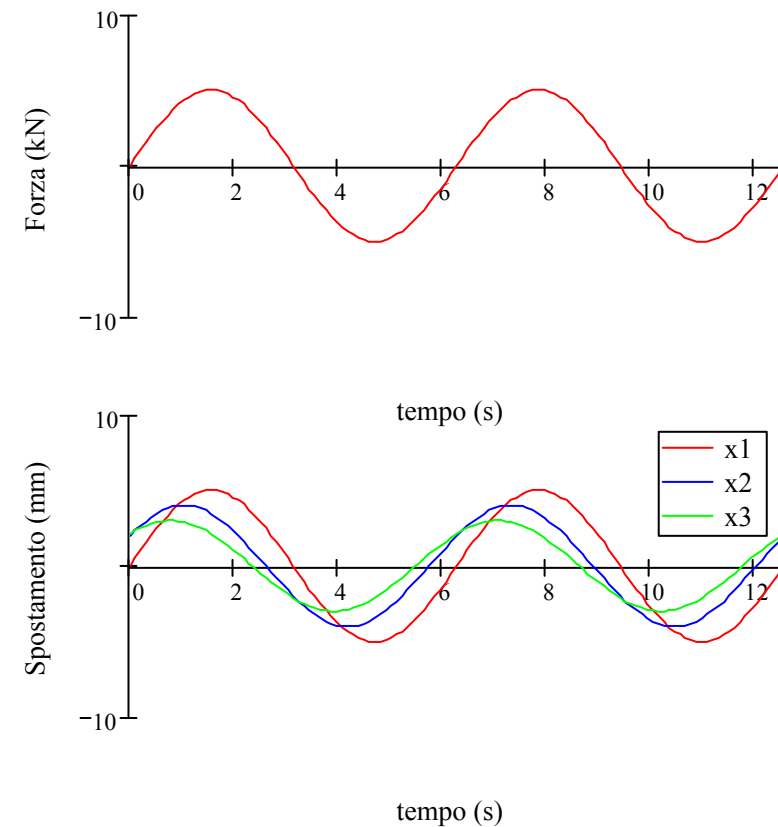 10
Forza (kN)
0 2 4 6 8 10 12
−10
tempo (s)
10
x1
x2
x3
Spostamento (mm)
0 2 4 6 8 10 12
−10
tempo (s)